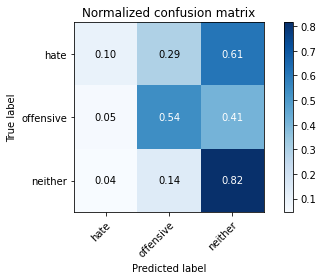 Normalized confusion matrix
True label
hate 0.10 0.29 0.61
offensive 0.05 0.54 0.41
neither 0.04 0.14 0.82
hate offensive neither
Predicted label
0.8
0.7
0.6
0.5
0.4
0.3
0.2
0.1